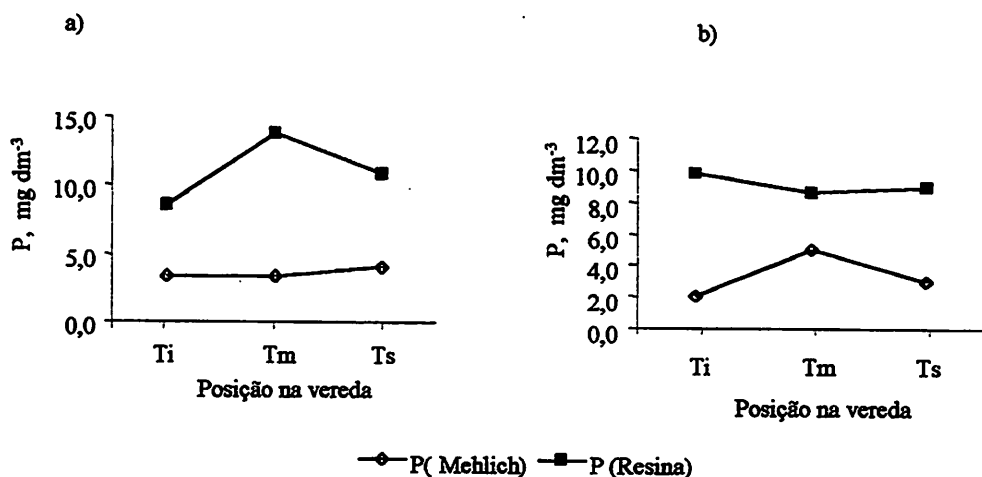 a)
15,0
10,0
5,0
0,0
P, mg dm-3
Ti Tm Ts
Posição na vereda
b)
12,0
10,0
8,0
6,0
4,0
2,0
0,0
P, mg dm-3
Ti Tm Ts
Posição na vereda
P( Mehlich) P (Resina)